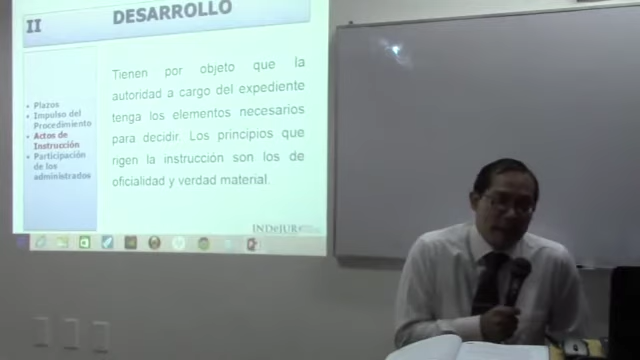 II
DESARROLLO
• Plazos
• Impulso del
Procedimiento
• Actos de
Instrucción
• Participación
de los
administrados
Tienen por objeto que la
autoridad a cargo del expediente
tenga los elementos necesarios
para decidir. Los principios que
rigen la instrucción son los de
oficialidad y verdad material.
INDEJUR